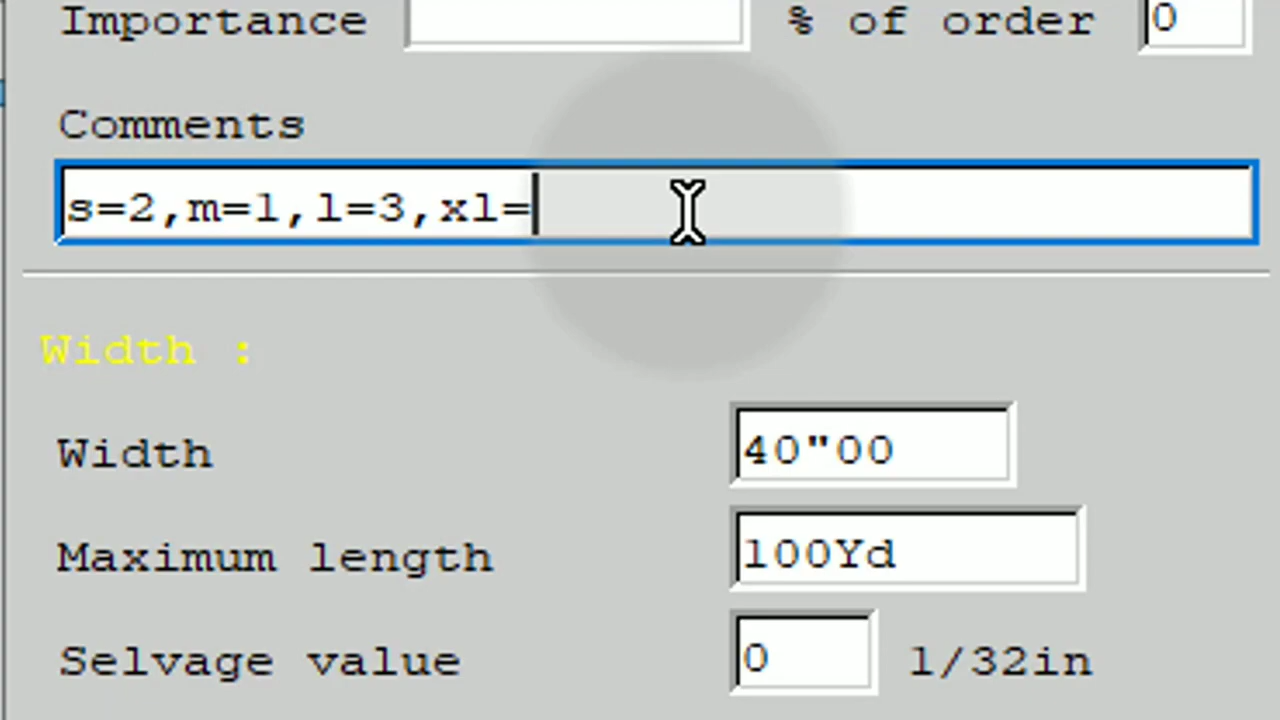 Importance % of order 0
Comments
s=2,m=1,l=3,xl=
Width :
Width 40"00
Maximum length 100Yd
Selvage value 0 1/32in